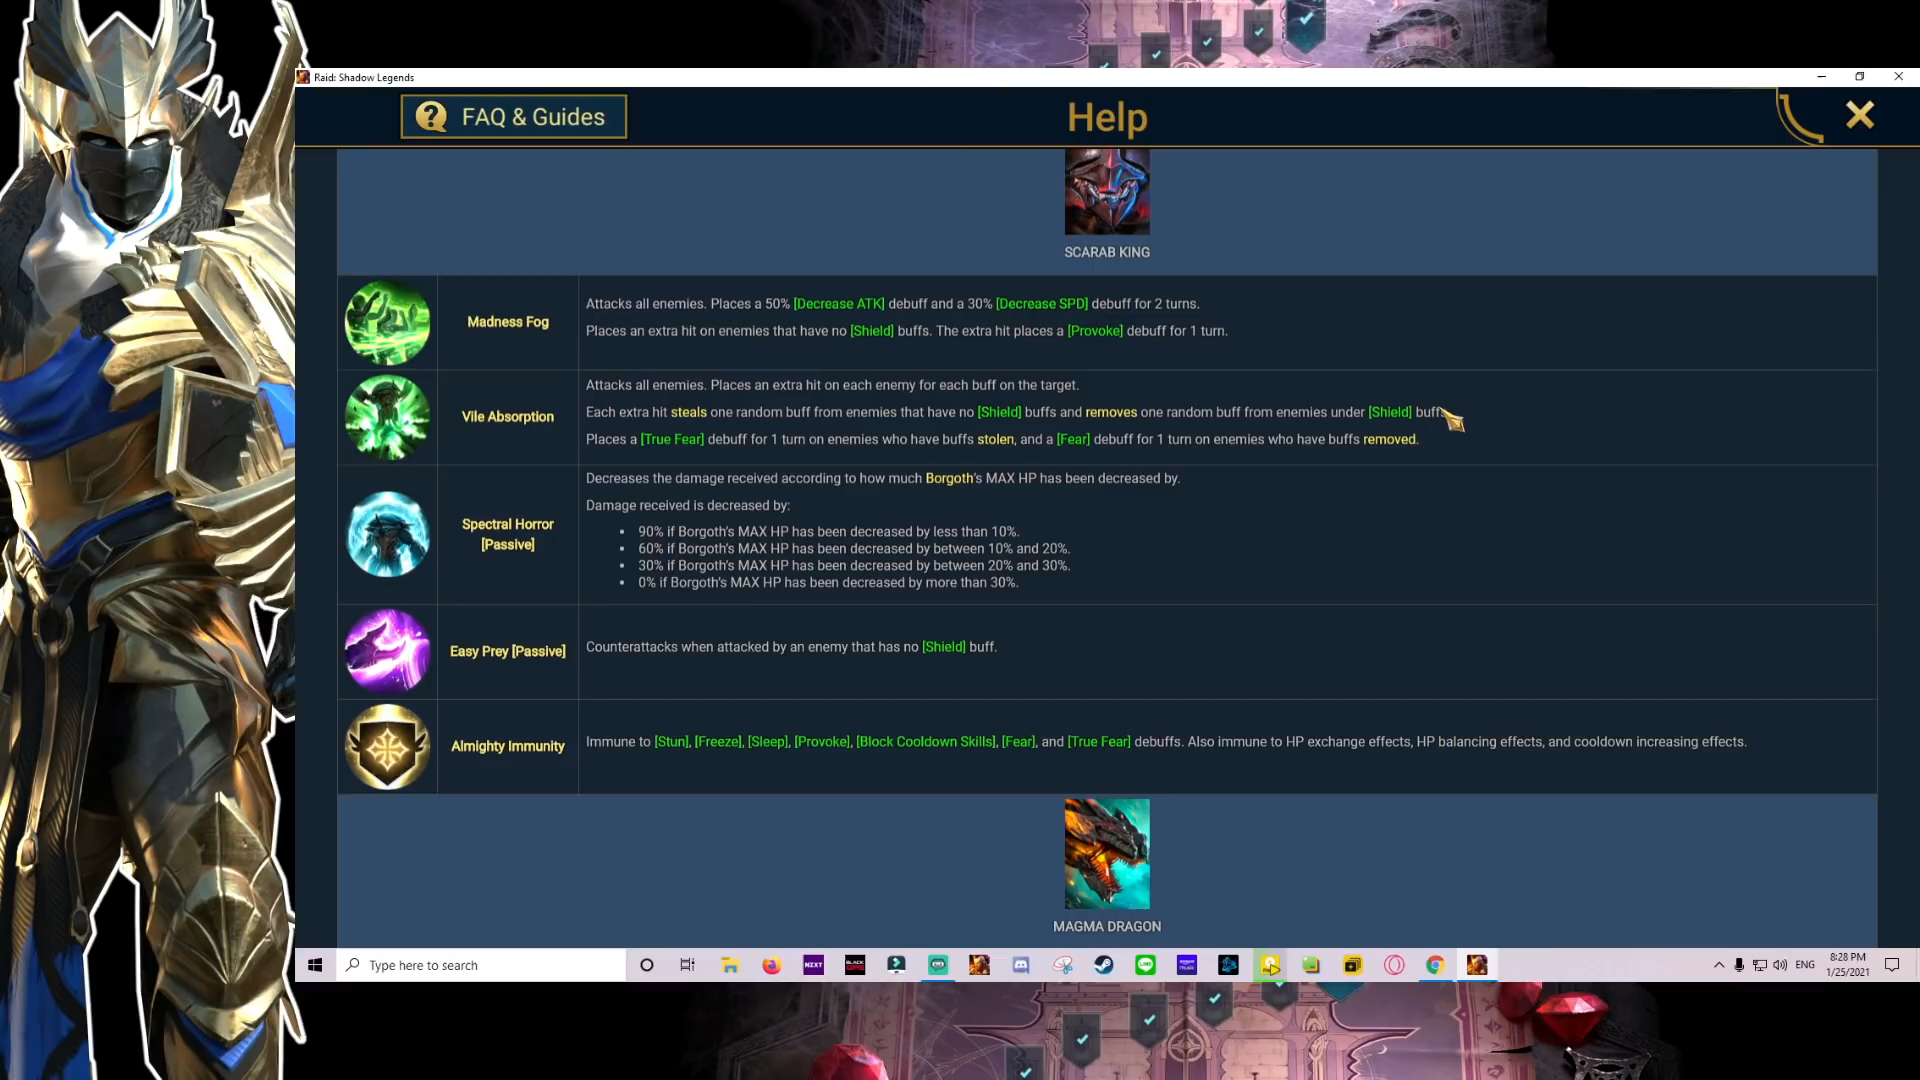 Raid: Shadow Legends
FAQ & Guides
Help
SCARAB KING
Madness Fog
Attacks all enemies. Places a 50% [Decrease ATK] debuff and a 30% [Decrease SPD] debuff for 2 turns.
Places an extra hit on enemies that have no [Shield] buffs. The extra hit places a [Provoke] debuff for 1 turn.
Vile Absorption
Attacks all enemies. Places an extra hit on each enemy for each buff on the target.
Each extra hit steals one random buff from enemies that have no [Shield] buffs and removes one random buff from enemies under [Shield] buff.
Places a [True Fear] debuff for 1 turn on enemies who have buffs stolen, and a [Fear] debuff for 1 turn on enemies who have buffs removed.
Spectral Horror
[Passive]
Decreases the damage received according to how much Borgoth's MAX HP has been decreased by.
Damage received is decreased by:
• 90% if Borgoth's MAX HP has been decreased by less than 10%.
• 60% if Borgoth's MAX HP has been decreased by between 10% and 20%.
• 30% if Borgoth's MAX HP has been decreased by between 20% and 30%.
• 0% if Borgoth's MAX HP has been decreased by more than 30%.
Easy Prey [Passive]
Counterattacks when attacked by an enemy that has no [Shield] buff.
Almighty Immunity
Immune to [Stun], [Freeze], [Sleep], [Provoke], [Block Cooldown Skills], [Fear], and [True Fear] debuffs. Also immune to HP exchange effects, HP balancing effects, and cooldown increasing effects.
MAGMA DRAGON
Type here to search
NZXT
ENG
8:28 PM
1/25/2021